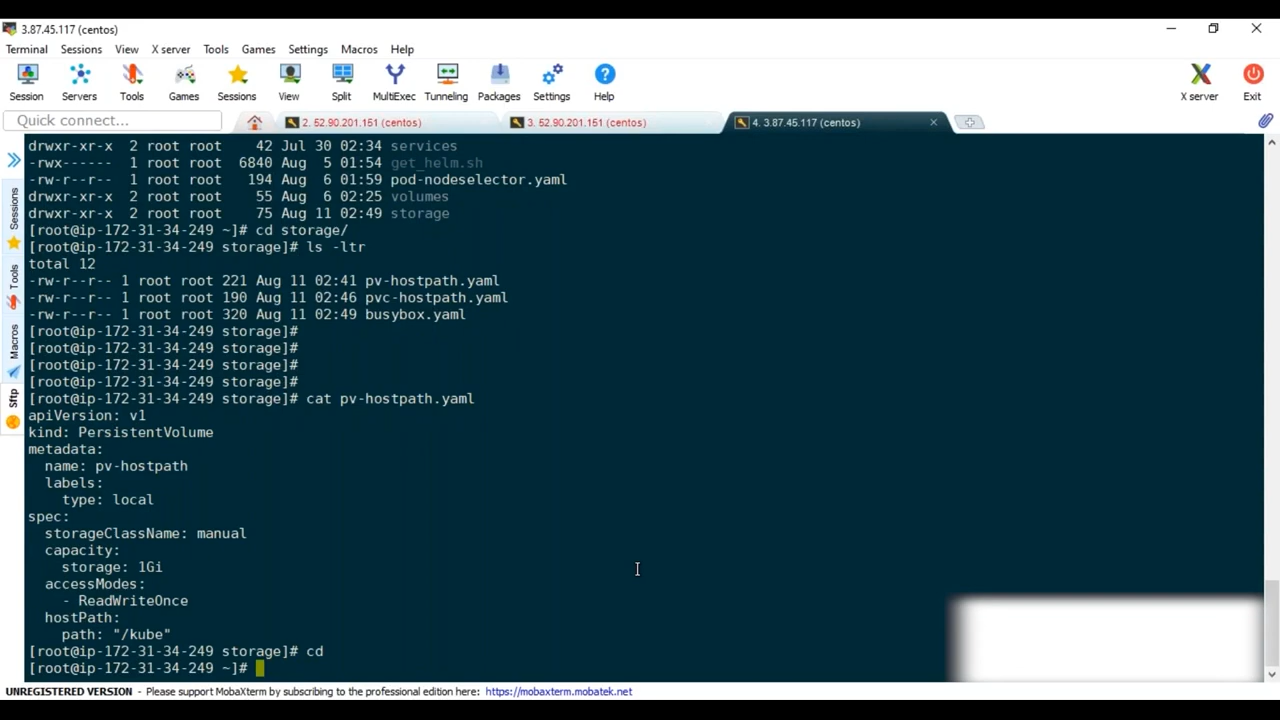 3.87.45.117 (centos)
Terminal Sessions View X server Tools Games Settings Macros Help
Session Servers Tools Games Sessions View Split MultiExec Tunneling Packages Settings Help X server Exit
Quick connect...
2. 52.90.201.151 (centos)
3. 52.90.201.151 (centos)
4. 3.87.45.117 (centos)
Sessions
Tools
Macros
Sftp
drwxr-xr-x 2 root root 42 Jul 30 02:34 services
-rwx------ 1 root root 6840 Aug 5 01:54 get_helm.sh
-rw-r--r-- 1 root root 194 Aug 6 01:59 pod-nodeselector.yaml
drwxr-xr-x 2 root root 55 Aug 6 02:25 volumes
drwxr-xr-x 2 root root 75 Aug 11 02:49 storage
[root@ip-172-31-34-249 ~]# cd storage/
[root@ip-172-31-34-249 storage]# ls -ltr
total 12
-rw-r--r-- 1 root root 221 Aug 11 02:41 pv-hostpath.yaml
-rw-r--r-- 1 root root 190 Aug 11 02:46 pvc-hostpath.yaml
-rw-r--r-- 1 root root 320 Aug 11 02:49 busybox.yaml
[root@ip-172-31-34-249 storage]#
[root@ip-172-31-34-249 storage]#
[root@ip-172-31-34-249 storage]#
[root@ip-172-31-34-249 storage]#
[root@ip-172-31-34-249 storage]# cat pv-hostpath.yaml
apiVersion: v1
kind: PersistentVolume
metadata:
  name: pv-hostpath
  labels:
    type: local
spec:
  storageClassName: manual
  capacity:
    storage: 1Gi
  accessModes:
    - ReadWriteOnce
  hostPath:
    path: "/kube"
[root@ip-172-31-34-249 storage]# cd
[root@ip-172-31-34-249 ~]#
UNREGISTERED VERSION - Please support MobaXterm by subscribing to the professional edition here: https://mobaxterm.mobatek.net